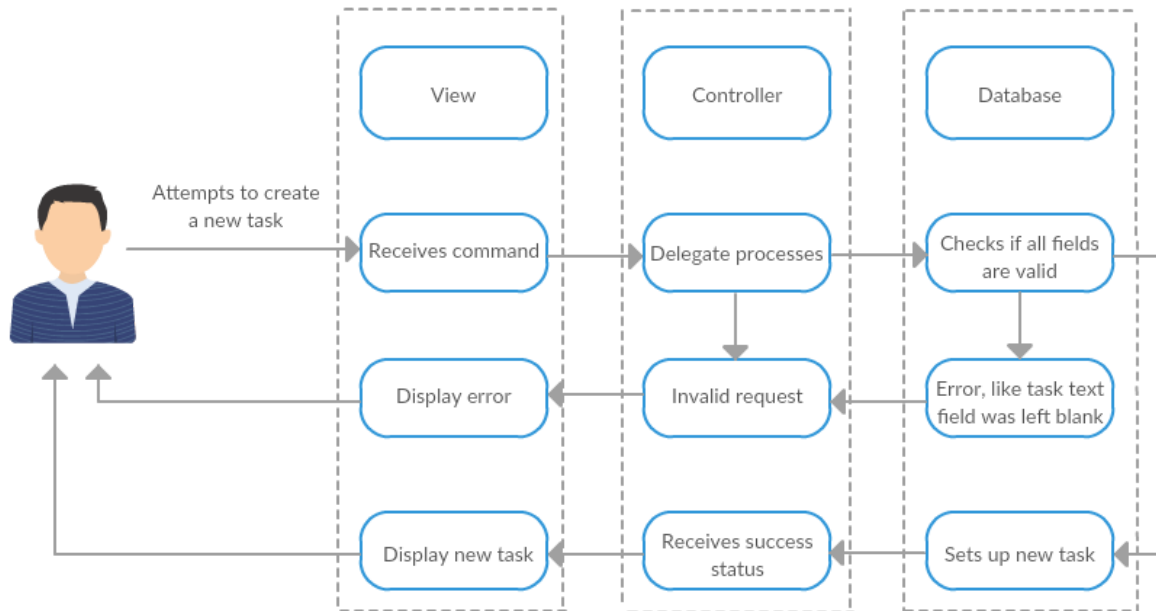 View
Controller
Database
Attempts to create
a new task
Receives command
Delegate processes
Checks if all fields
are valid
Display error
Invalid request
Error, like task text
field was left blank
Display new task
Receives success
status
Sets up new task